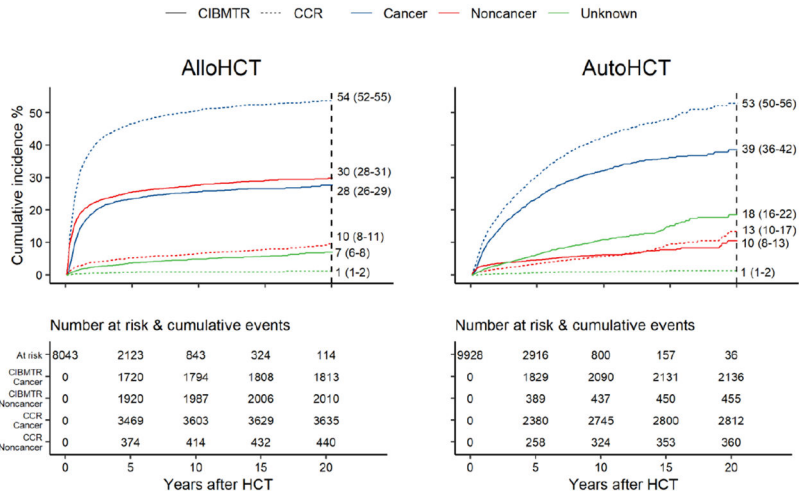 CIBMTR CCR Cancer Noncancer Unknown
AlloHCT
Cumulative incidence %
50
40
30
20
10
0
54 (52-55)
30 (28-31)
28 (26-29)
10 (8-11)
7 (6-8)
1 (1-2)
AutoHCT
53 (50-56)
39 (36-42)
18 (16-22)
13 (10-17)
10 (8-13)
1 (1-2)
Number at risk & cumulative events
At risk 8043 2123 843 324 114
CIBMTR
Cancer 0 1720 1794 1808 1813
CIBMTR
Noncancer 0 1920 1987 2006 2010
CCR
Cancer 0 3469 3603 3629 3635
CCR
Noncancer 0 374 414 432 440
0 5 10 15 20
Years after HCT
Number at risk & cumulative events
9928 2916 800 157 36
0 1829 2090 2131 2136
0 389 437 450 455
0 2380 2745 2800 2812
0 258 324 353 360
0 5 10 15 20
Years after HCT